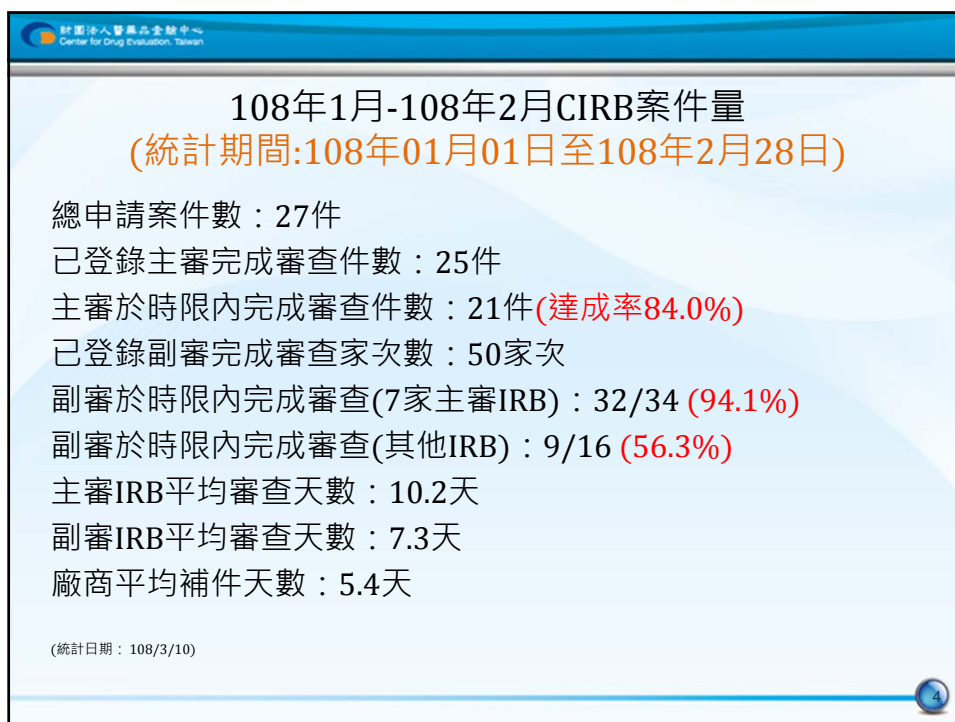 財團法人醫藥品查驗中心
Center for Drug Evaluation, Taiwan
108年1月-108年2月CIRB案件量
(統計期間:108年01月01日至108年2月28日)
總申請案件數：27件
已登錄主審完成審查件數：25件
主審於時限內完成審查件數：21件(達成率84.0%)
已登錄副審完成審查家次數：50家次
副審於時限內完成審查(7家主審IRB)：32/34 (94.1%)
副審於時限內完成審查(其他IRB)：9/16 (56.3%)
主審IRB平均審查天數：10.2天
副審IRB平均審查天數：7.3天
廠商平均補件天數：5.4天
(統計日期：108/3/10)
4